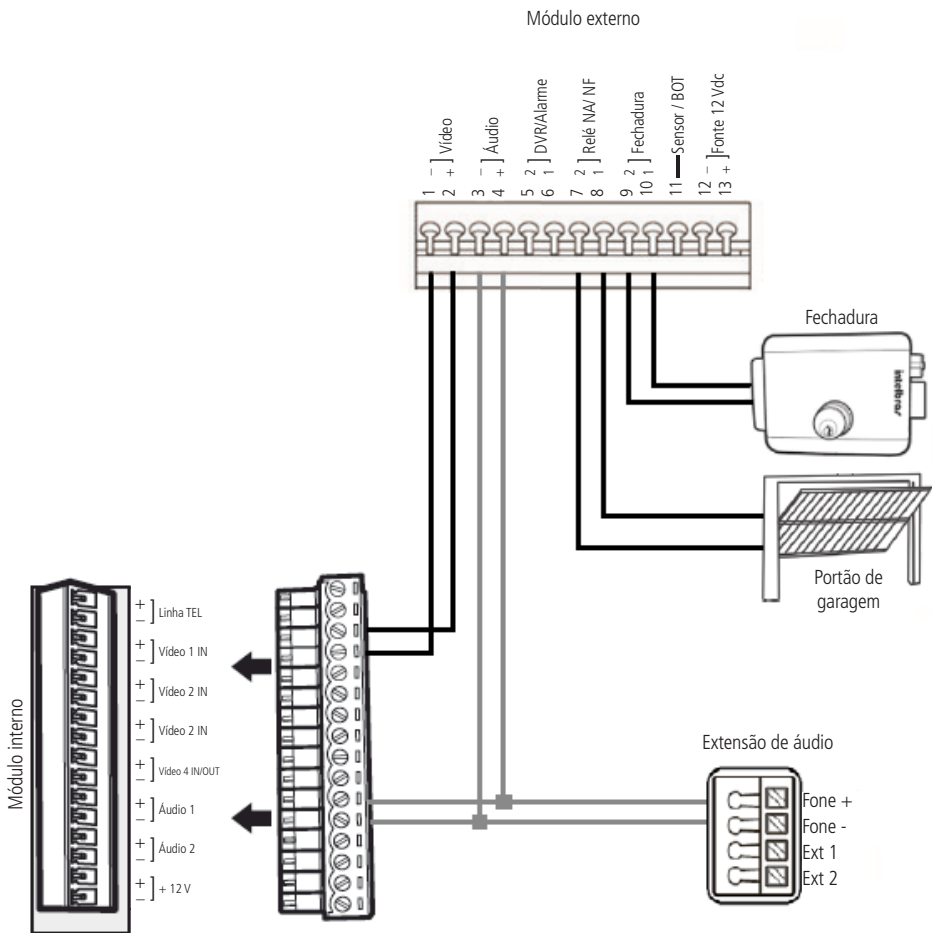 Módulo externo
1 - ] Vídeo
2 +
3 - ] Áudio
4 +
5 2 ] DVR/Alarme
6 1
7 2 ] Relé NA/ NF
8 1
9 2 ] Fechadura
10 1
11 Sensor / BOT
12 - ] Fonte 12 Vdc
13 +
Fechadura
intelbras
Portão de
garagem
Módulo interno
+
- ] Linha TEL
+
- ] Vídeo 1 IN
+
- ] Vídeo 2 IN
+
- ] Vídeo 2 IN
+
- ] Vídeo 4 IN/OUT
+
- ] Áudio 1
+
- ] Áudio 2
+
- ] + 12 V
Extensão de áudio
Fone +
Fone -
Ext 1
Ext 2